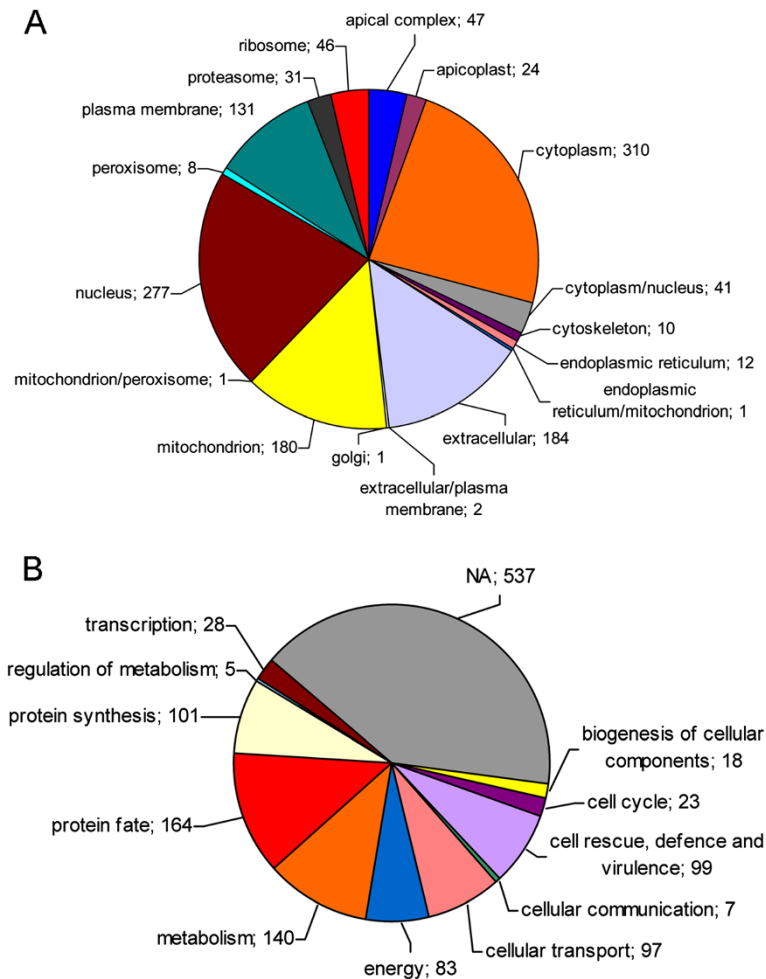 A
apical complex; 47
ribosome; 46
apicoplast; 24
proteasome; 31
plasma membrane; 131
cytoplasm; 310
peroxisome; 8
cytoplasm/nucleus; 41
nucleus; 277
cytoskeleton; 10
endoplasmic reticulum; 12
mitochondrion/peroxisome; 1
endoplasmic
reticulum/mitochondrion; 1
extracellular; 184
mitochondrion; 180
golgi; 1
extracellular/plasma
membrane; 2
B
NA; 537
transcription; 28
regulation of metabolism; 5
protein synthesis; 101
biogenesis of cellular
components; 18
cell cycle; 23
protein fate; 164
cell rescue, defence and
virulence; 99
cellular communication; 7
metabolism; 140
cellular transport; 97
energy; 83